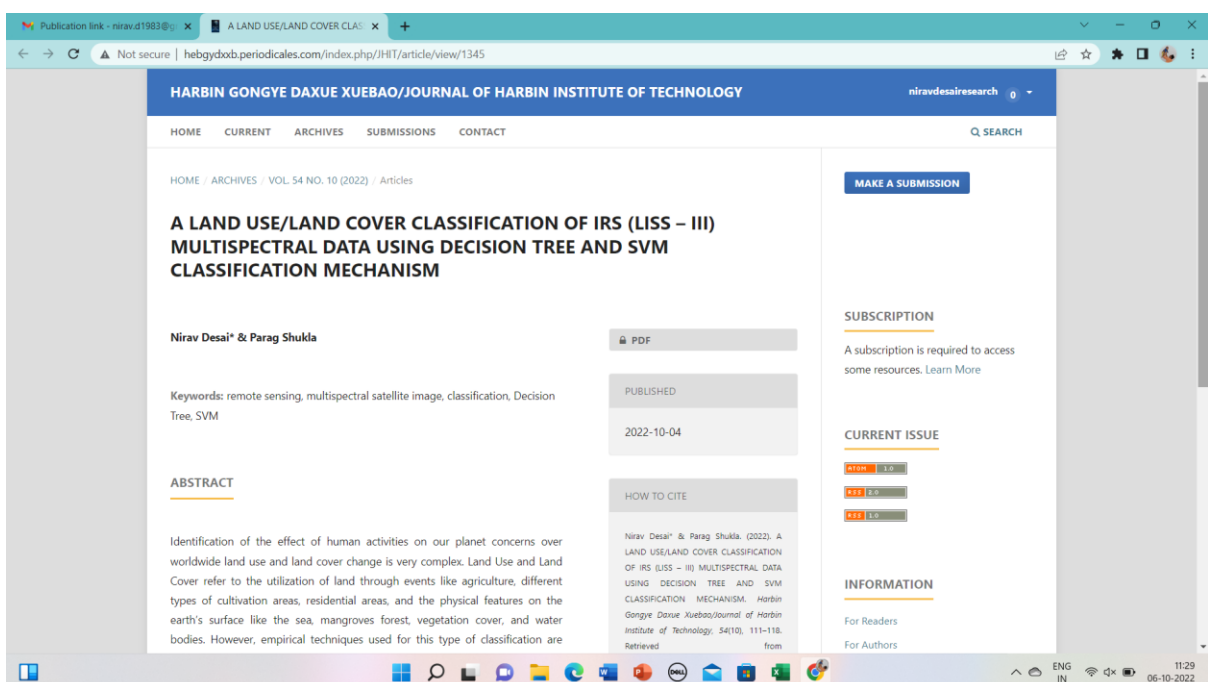 Publication link - nirav.d1983@g
A LAND USE/LAND COVER CLAS
Not secure | hebgydxxb.periodicales.com/index.php/JHIT/article/view/1345
HARBIN GONGYE DAXUE XUEBAO/JOURNAL OF HARBIN INSTITUTE OF TECHNOLOGY
niravdesairesearch 0
HOME CURRENT ARCHIVES SUBMISSIONS CONTACT
SEARCH
HOME / ARCHIVES / VOL. 54 NO. 10 (2022) / Articles
A LAND USE/LAND COVER CLASSIFICATION OF IRS (LISS – III)
MULTISPECTRAL DATA USING DECISION TREE AND SVM
CLASSIFICATION MECHANISM
Nirav Desai* & Parag Shukla
Keywords: remote sensing, multispectral satellite image, classification, Decision
Tree, SVM
ABSTRACT
Identification of the effect of human activities on our planet concerns over
worldwide land use and land cover change is very complex. Land Use and Land
Cover refer to the utilization of land through events like agriculture, different
types of cultivation areas, residential areas, and the physical features on the
earth's surface like the sea, mangroves forest, vegetation cover, and water
bodies. However, empirical techniques used for this type of classification are
PDF
PUBLISHED
2022-10-04
HOW TO CITE
Nirav Desai* & Parag Shukla. (2022). A
LAND USE/LAND COVER CLASSIFICATION
OF IRS (LISS – III) MULTISPECTRAL DATA
USING DECISION TREE AND SVM
CLASSIFICATION MECHANISM. Harbin
Gongye Daxue Xuebao/Journal of Harbin
Institute of Technology, 54(10), 111–118.
Retrieved from
MAKE A SUBMISSION
SUBSCRIPTION
A subscription is required to access
some resources. Learn More
CURRENT ISSUE
ATOM 1.0
RSS 2.0
RSS 1.0
INFORMATION
For Readers
For Authors
DELL
ENG
IN
11:29
06-10-2022